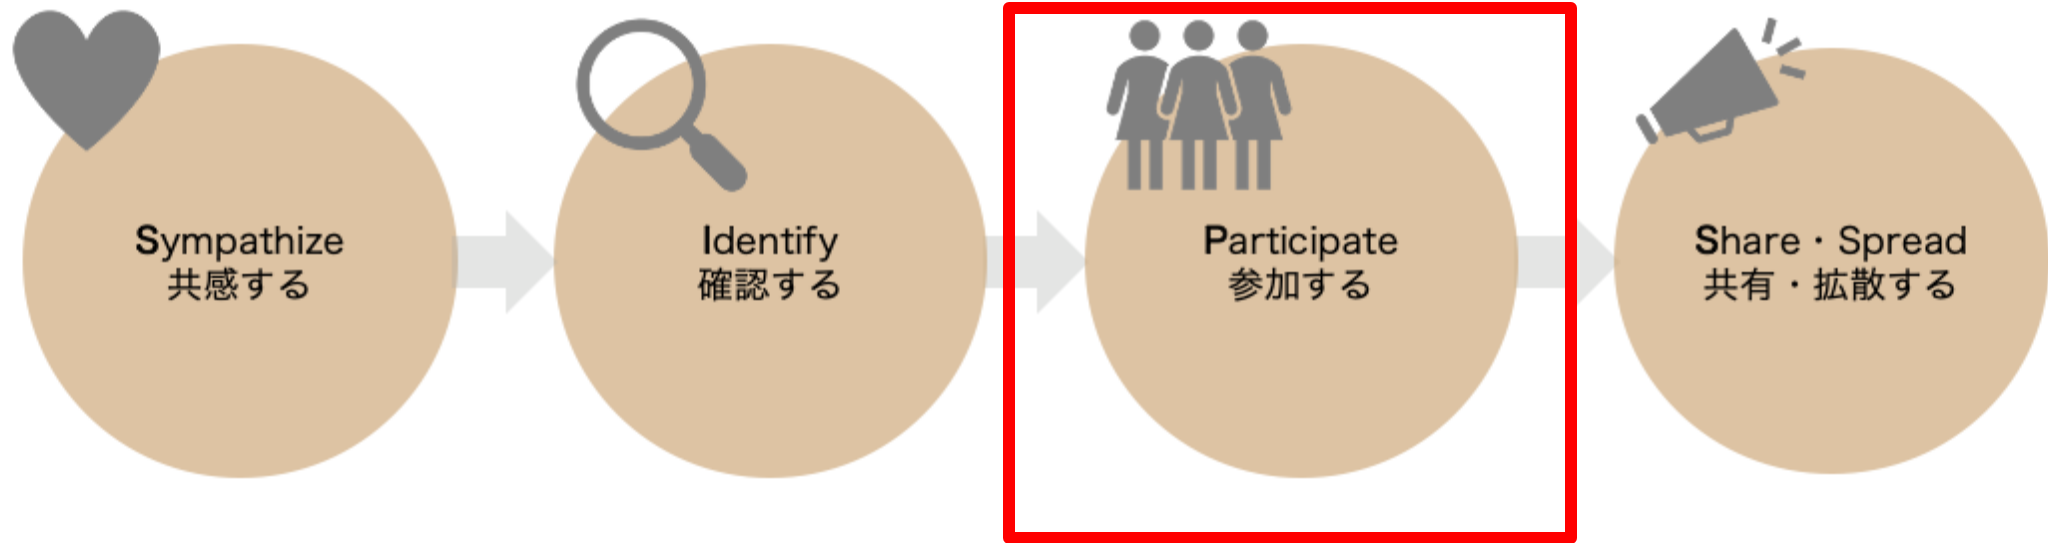 Sympathize
共感する
Identify
確認する
Participate
参加する
Share・Spread
共有・拡散する